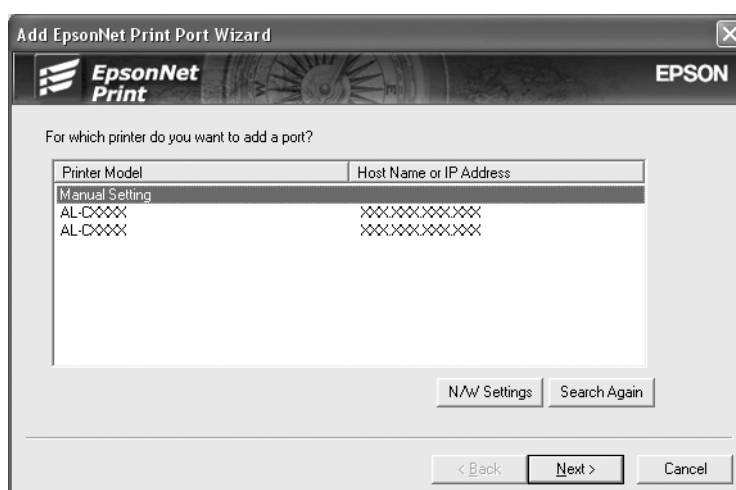 Add EpsonNet Print Port Wizard
EpsonNet
Print
EPSON
For which printer do you want to add a port?
Printer Model Host Name or IP Address
Manual Setting
AL-CXXXX XXX.XXX.XXX.XXX
AL-CXXXX XXX.XXX.XXX.XXX
N/W Settings Search Again
< Back Next > Cancel